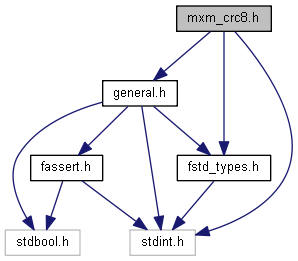 mxm_crc8.h
general.h
fassert.h
fstd_types.h
stdbool.h
stdint.h